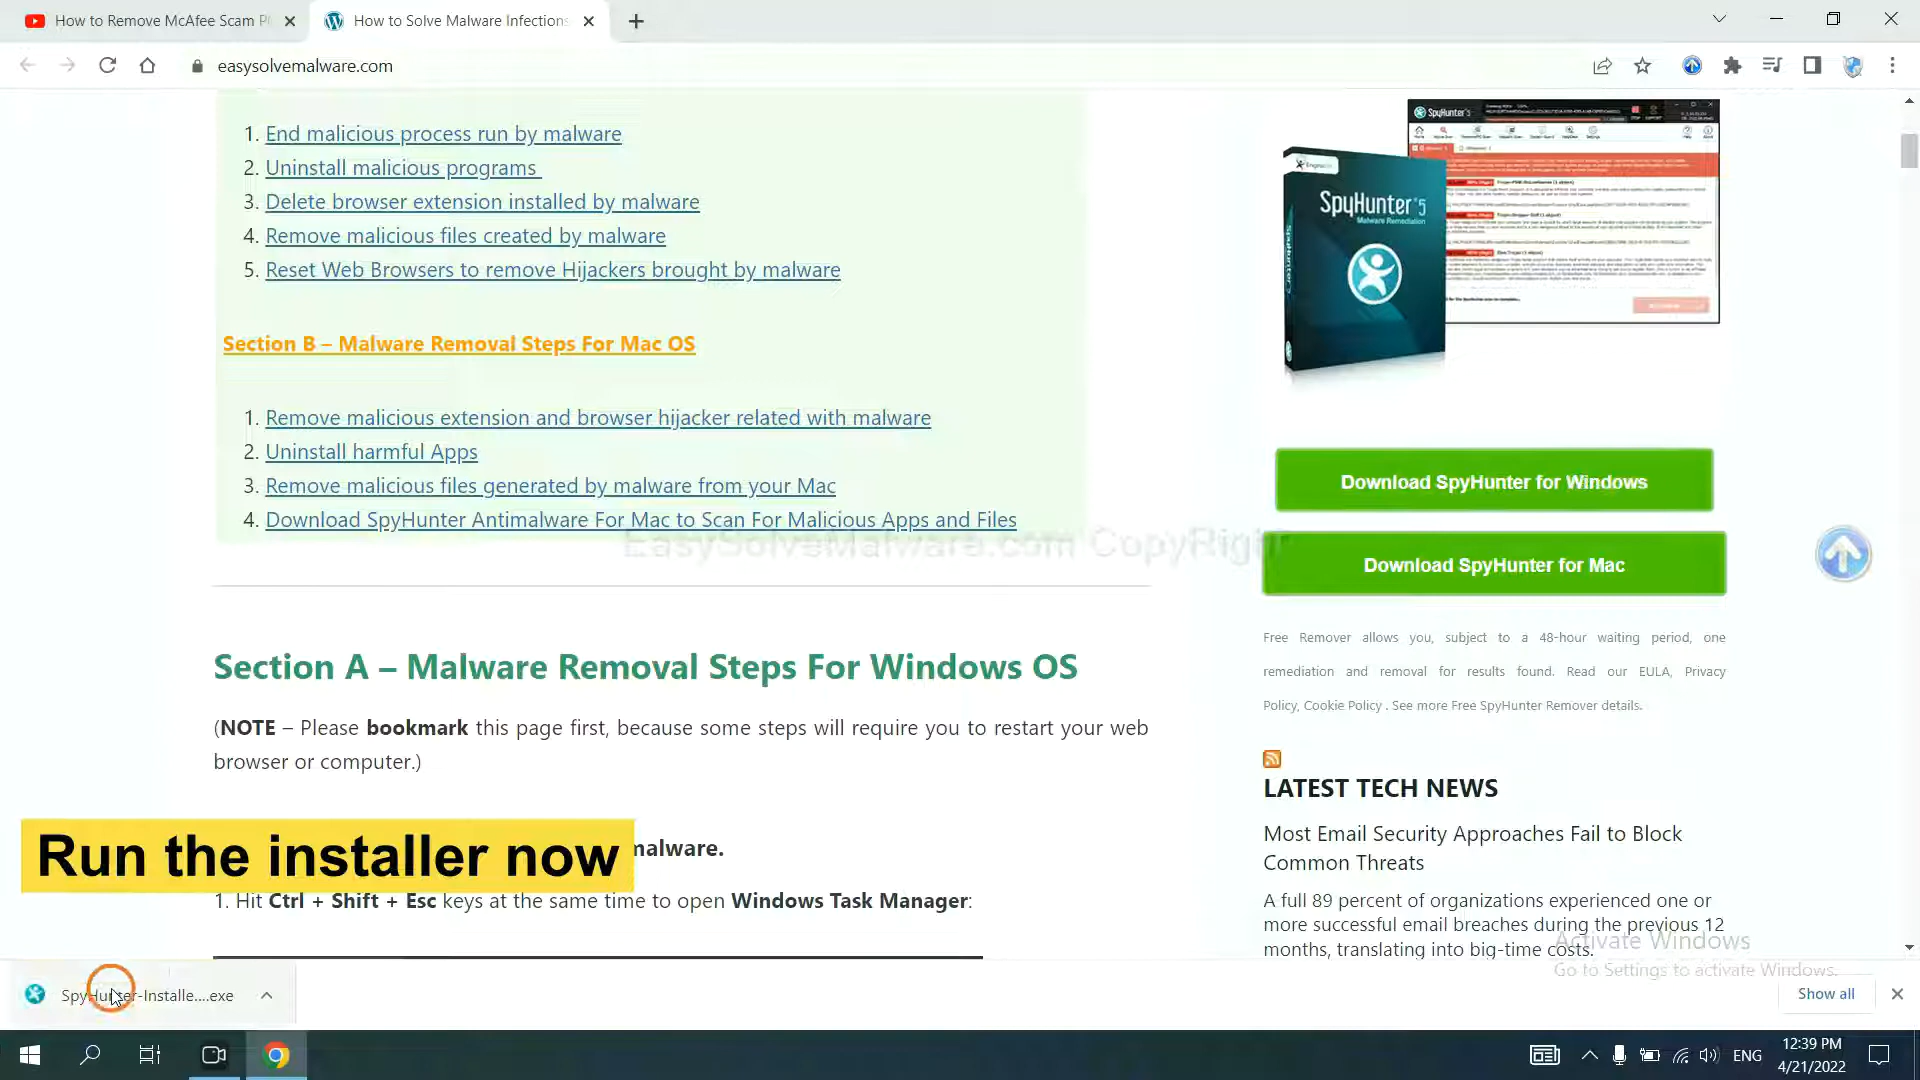 How to Remove McAfee Scam P
How to Solve Malware Infections
easysolvemalware.com
1. End malicious process run by malware
2. Uninstall malicious programs
3. Delete browser extension installed by malware
4. Remove malicious files created by malware
5. Reset Web Browsers to remove Hijackers brought by malware
Section B – Malware Removal Steps For Mac OS
1. Remove malicious extension and browser hijacker related with malware
2. Uninstall harmful Apps
3. Remove malicious files generated by malware from your Mac
4. Download SpyHunter Antimalware For Mac to Scan For Malicious Apps and Files
EasySolveMalware.com CopyRight
Section A – Malware Removal Steps For Windows OS
(NOTE – Please bookmark this page first, because some steps will require you to restart your web
browser or computer.)
Run the installer now
malware.
1. Hit Ctrl + Shift + Esc keys at the same time to open Windows Task Manager:
SpyHunter 5
SpyHunter 5
Malware Remediation
SpyHunter
Download SpyHunter for Windows
Download SpyHunter for Mac
Free Remover allows you, subject to a 48-hour waiting period, one
remediation and removal for results found. Read our EULA, Privacy
Policy, Cookie Policy . See more Free SpyHunter Remover details.
LATEST TECH NEWS
Most Email Security Approaches Fail to Block
Common Threats
A full 89 percent of organizations experienced one or
more successful email breaches during the previous 12
months, translating into big-time costs.
Activate Windows
Go to Settings to activate Windows.
SpyHunter-Installe....exe
Show all
ENG
12:39 PM
4/21/2022